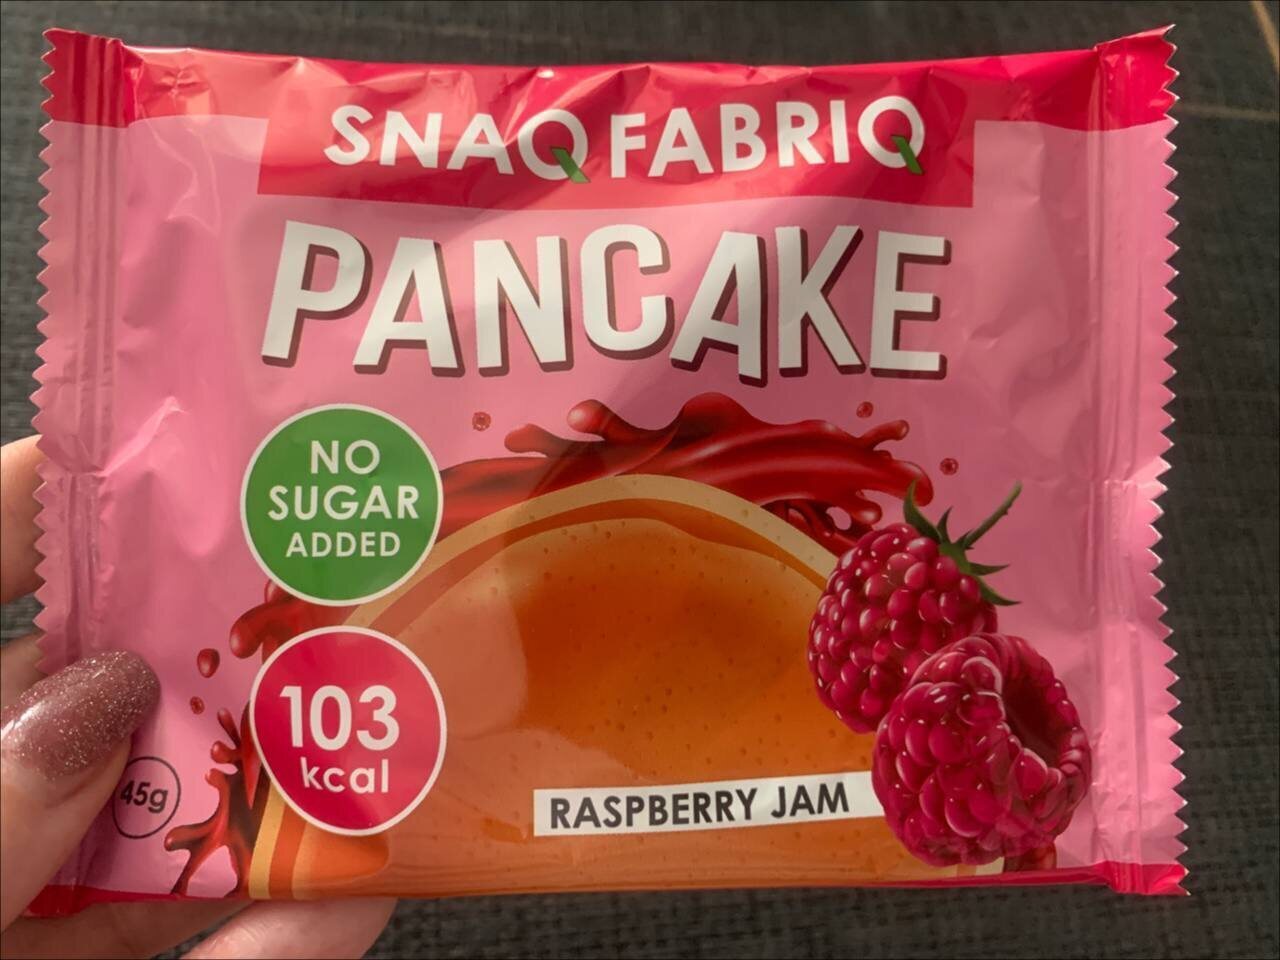 SNAQ FABRIQ
PANCAKE
NO
SUGAR
ADDED
103
kcal
45g
RASPBERRY JAM